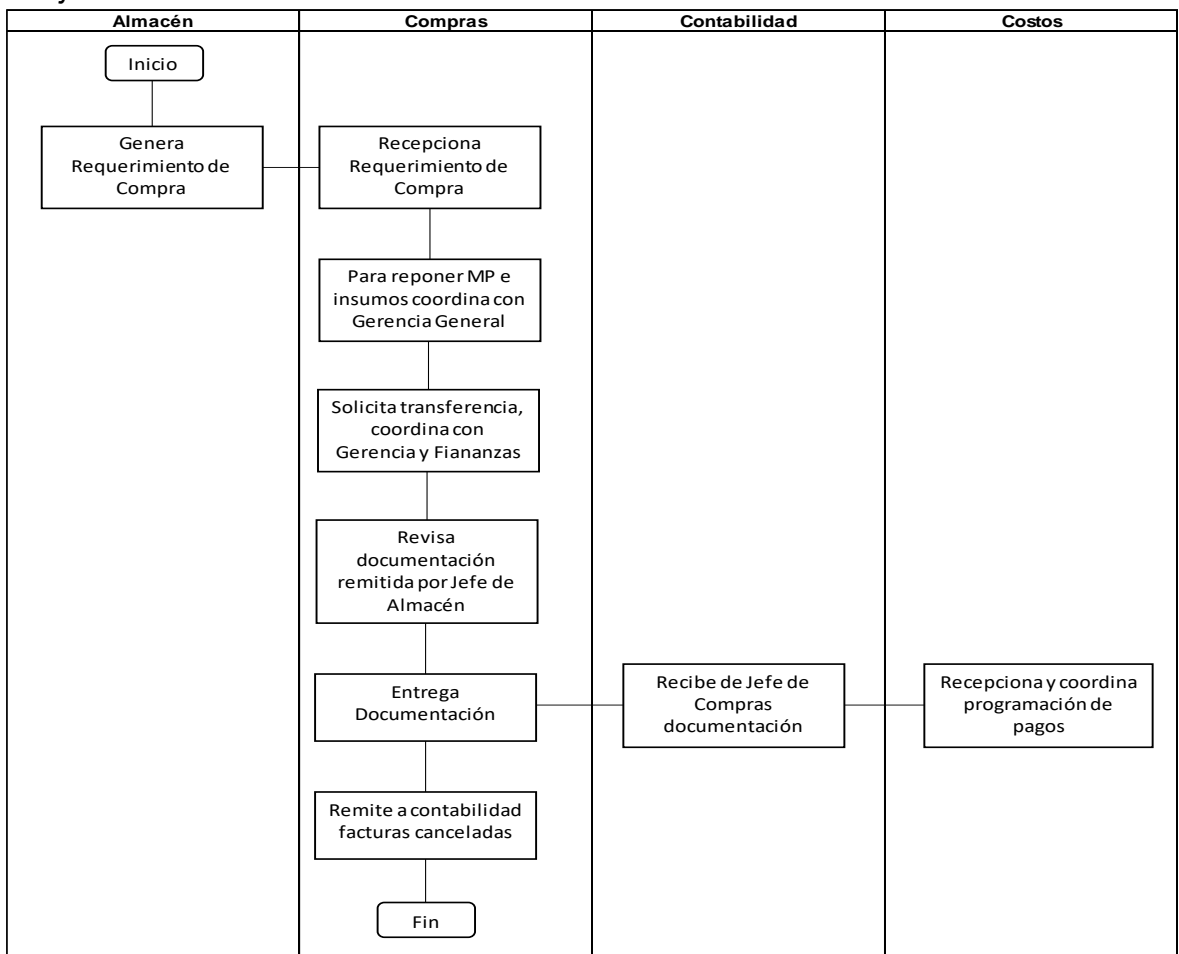 Almacén
Compras
Contabilidad
Costos
Inicio
Genera
Requerimiento de
Compra
Recepciona
Requerimiento de
Compra
Para reponer MP e
insumos coordina con
Gerencia General
Solicita transferencia,
coordina con
Gerencia y Fiananzas
Revisa
documentación
remitida por Jefe de
Almacén
Entrega
Documentación
Recibe de Jefe de
Compras
documentación
Recepciona y coordina
programación de
pagos
Remite a contabilidad
facturas canceladas
Fin